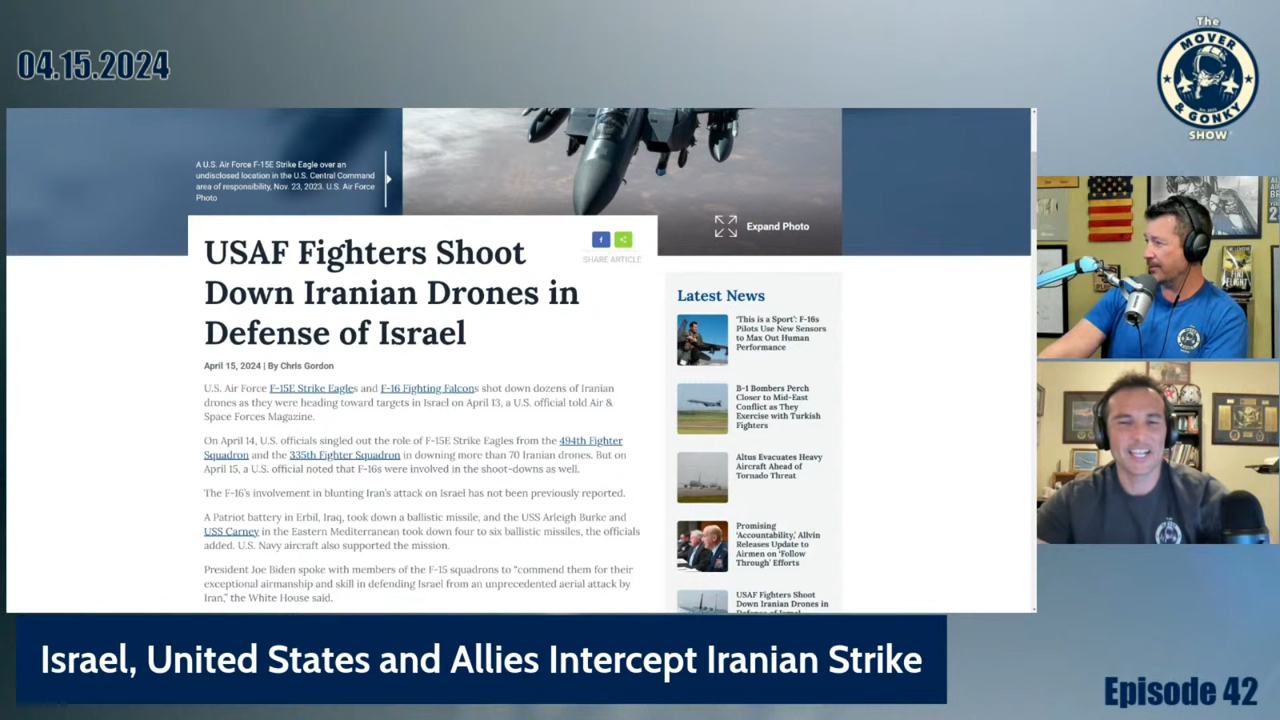 04.15.2024
The
MOVER
& GONKY
SHOW
A U.S. Air Force F-15E Strike Eagle over an
undisclosed location in the U.S. Central Command
area of responsibility, Nov. 23, 2023. U.S. Air Force
Photo
Expand Photo
USAF Fighters Shoot
Down Iranian Drones in
Defense of Israel
SHARE ARTICLE
April 15, 2024 | By Chris Gordon
U.S. Air Force F-15E Strike Eagles and F-16 Fighting Falcons shot down dozens of Iranian
drones as they were heading toward targets in Israel on April 13, a U.S. official told Air &
Space Forces Magazine.
On April 14, U.S. officials singled out the role of F-15E Strike Eagles from the 494th Fighter
Squadron and the 335th Fighter Squadron in downing more than 70 Iranian drones. But on
April 15, a U.S. official noted that F-16s were involved in the shoot-downs as well.
The F-16's involvement in blunting Iran's attack on Israel has not been previously reported.
A Patriot battery in Erbil, Iraq, took down a ballistic missile, and the USS Arleigh Burke and
USS Carney in the Eastern Mediterranean took down four to six ballistic missiles, the officials
added. U.S. Navy aircraft also supported the mission.
President Joe Biden spoke with members of the F-15 squadrons to "commend them for their
exceptional airmanship and skill in defending Israel from an unprecedented aerial attack by
Iran," the White House said.
Latest News
'This is a Sport': F-16s
Pilots Use New Sensors
to Max Out Human
Performance
B-1 Bombers Perch
Closer to Mid-East
Conflict as They
Exercise with Turkish
Fighters
Altus Evacuates Heavy
Aircraft Ahead of
Tornado Threat
Promising
'Accountability,' Allvin
Releases Update to
Airmen on 'Follow
Through' Efforts
USAF Fighters Shoot
Down Iranian Drones in
Defense of Israel
Israel, United States and Allies Intercept Iranian Strike
Episode 42